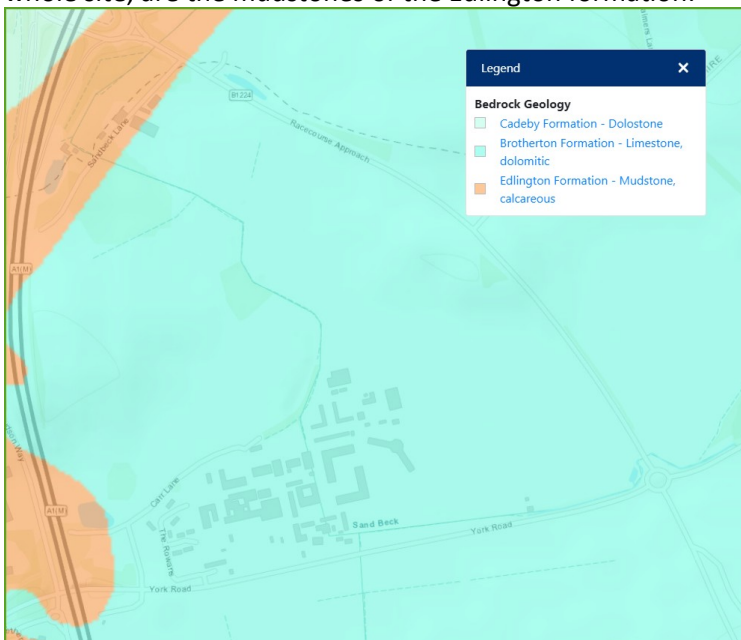 whole site, are the mudstones of the Edlington formation.
Legend ×
Bedrock Geology
Cadeby Formation - Dolostone
Brotherton Formation - Limestone,
dolomitic
Edlington Formation - Mudstone,
calcareous
B1224
Racecourse Approach
Sandbeck Lane
A1(M)
A1(M)
Carr Lane
The Rowans
Sand Beck
York Road
York Road